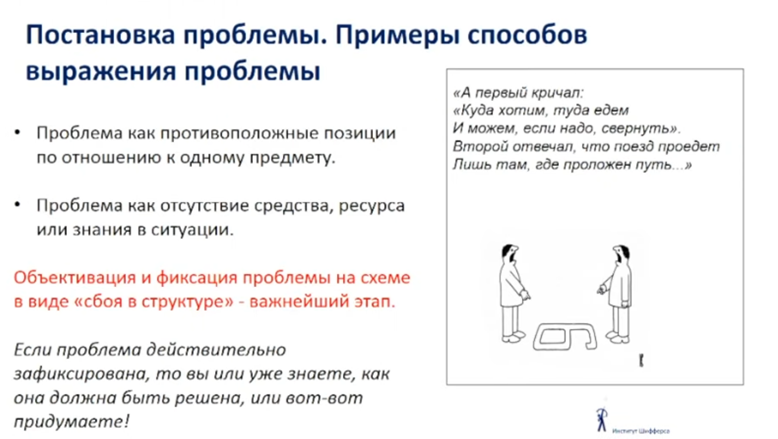 Постановка проблемы. Примеры способов
выражения проблемы
• Проблема как противоположные позиции
по отношению к одному предмету.
• Проблема как отсутствие средства, ресурса
или знания в ситуации.
Объективация и фиксация проблемы на схеме
в виде «сбоя в структуре» - важнейший этап.
Если проблема действительно
зафиксирована, то вы или уже знаете, как
она должна быть решена, или вот-вот
придумаете!
«А первый кричал:
«Куда хотим, туда едем
И можем, если надо, свернуть».
Второй отвечал, что поезд проедет
Лишь там, где проложен путь...»
Институт Шифферса